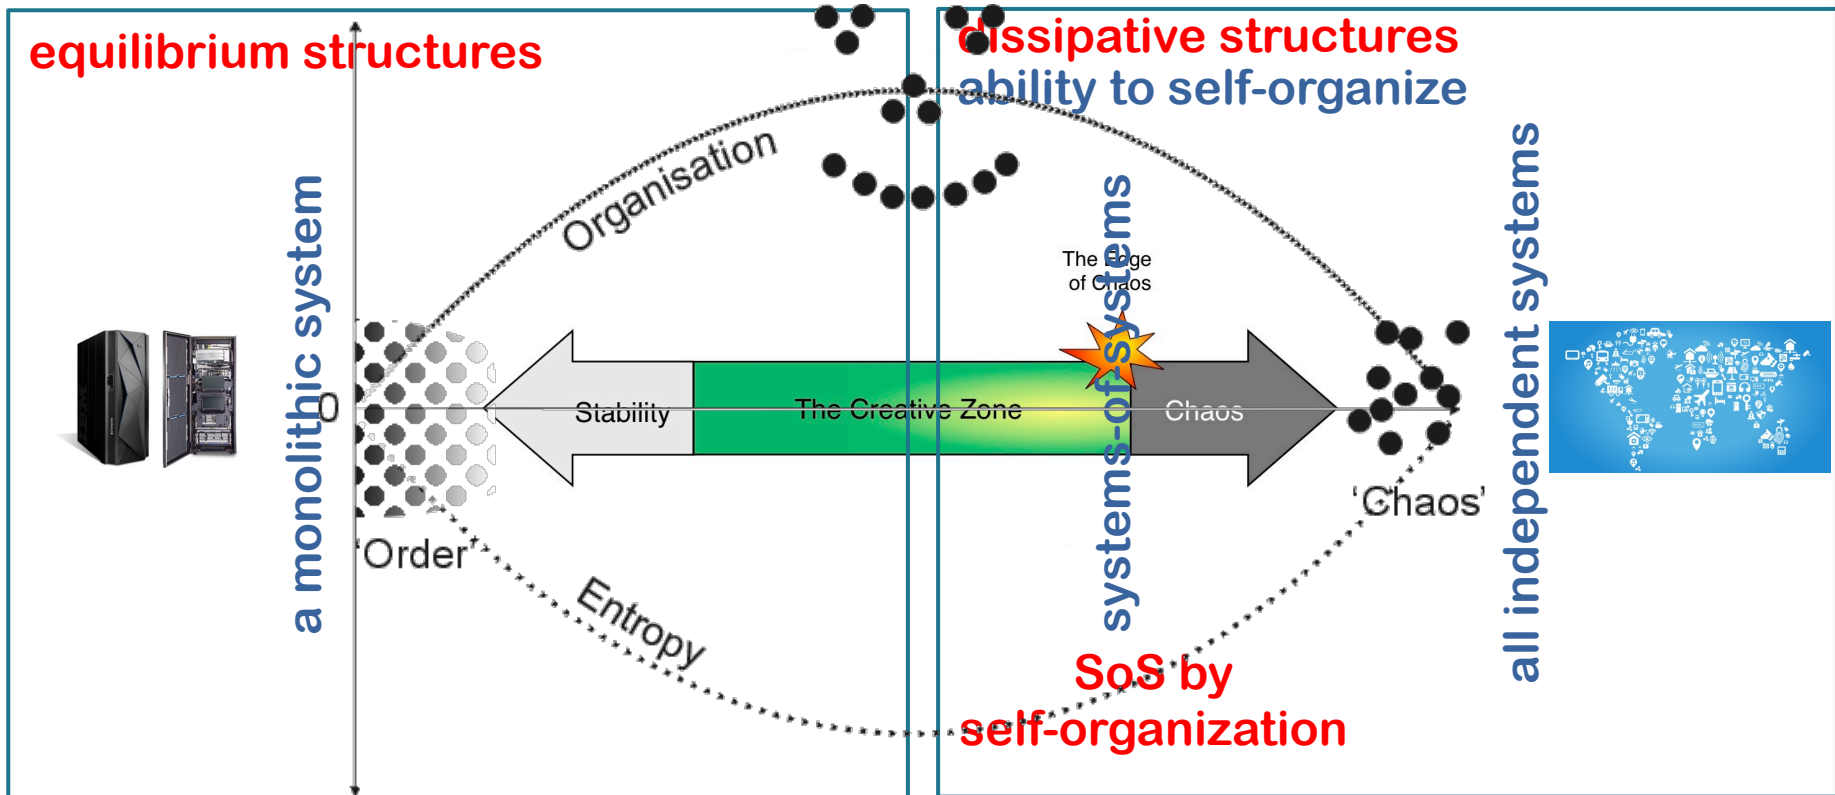 equilibrium structures
dissipative structures
ability to self-organize
Organisation
a monolithic system
The Edge
of Chaos
systems-of-systems
all independent systems
0
Stability
The Creative Zone
Chaos
'Chaos'
'Order'
Entropy
SoS by
self-organization